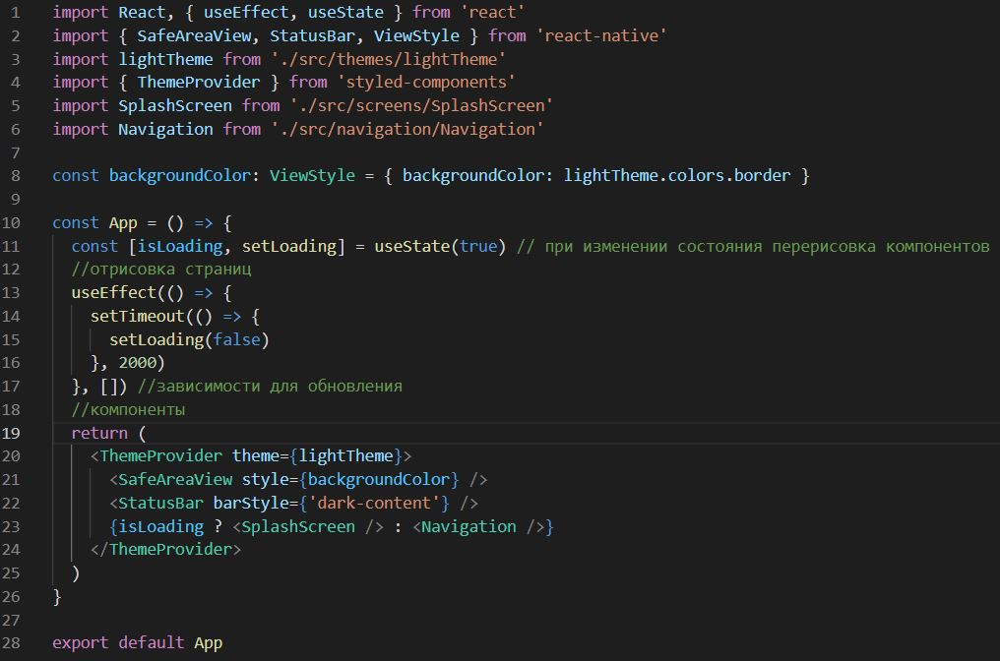 1 import React, { useEffect, useState } from 'react'
2 import { SafeAreaView, StatusBar, ViewStyle } from 'react-native'
3 import lightTheme from './src/themes/lightTheme'
4 import { ThemeProvider } from 'styled-components'
5 import SplashScreen from './src/screens/SplashScreen'
6 import Navigation from './src/navigation/Navigation'
7
8 const backgroundColor: ViewStyle = { backgroundColor: lightTheme.colors.border }
9
10 const App = () => {
11   const [isLoading, setLoading] = useState(true) // при изменении состояния перерисовка компонентов
12   //отрисовка страниц
13   useEffect(() => {
14     setTimeout(() => {
15       setLoading(false)
16     }, 2000)
17   }, []) //зависимости для обновления
18   //компоненты
19   return (
20     <ThemeProvider theme={lightTheme}>
21       <SafeAreaView style={backgroundColor} />
22       <StatusBar barStyle={'dark-content'} />
23       {isLoading ? <SplashScreen /> : <Navigation />}
24     </ThemeProvider>
25   )
26 }
27
28 export default App